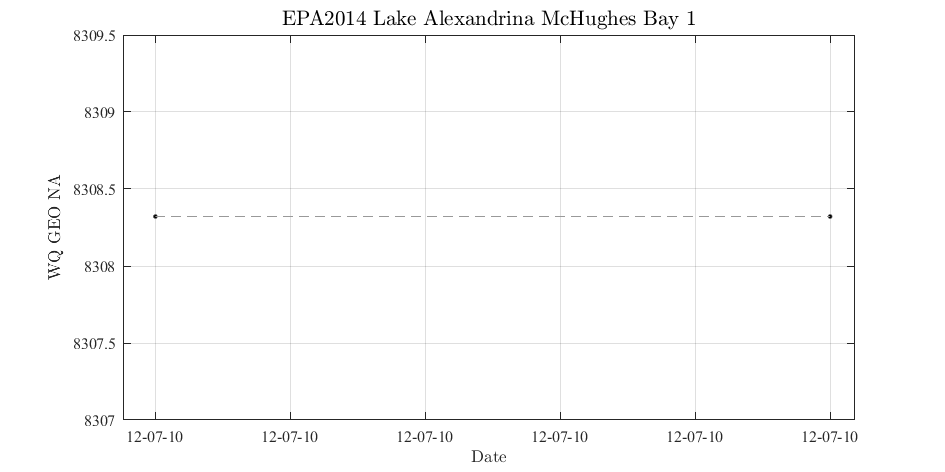 EPA2014 Lake Alexandrina McHughes Bay 1
8309.5
8309
8308.5
8308
8307.5
8307
WQ GEO NA
12-07-10 12-07-10 12-07-10 12-07-10 12-07-10 12-07-10
Date